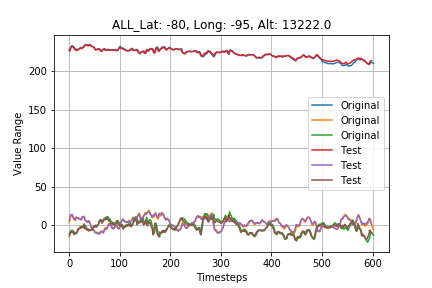 ALL_Lat: -80, Long: -95, Alt: 13222.0
Value Range
200
150
100
50
0
Original
Original
Original
Test
Test
Test
0 100 200 300 400 500 600
Timesteps